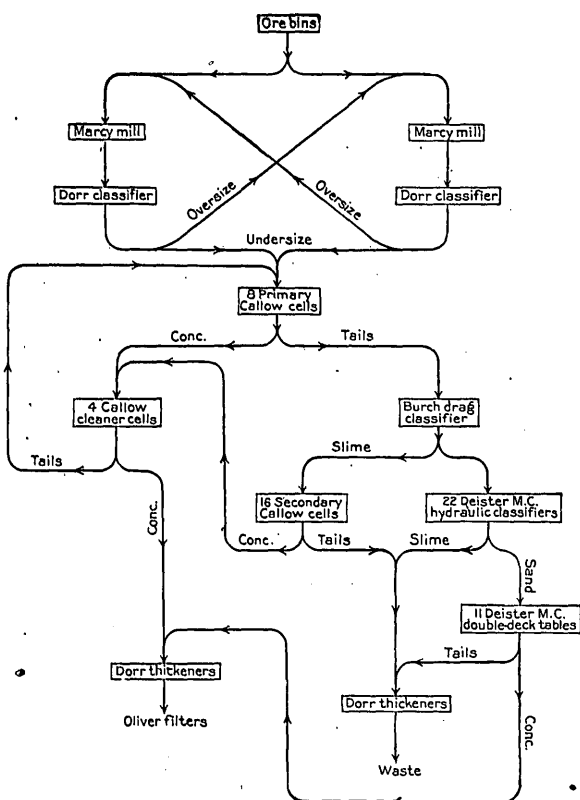 Ore bins
Marcy mill
Marcy mill
Dorr classifier
Dorr classifier
Oversize
Oversize
Undersize
8 Primary
Callow cells
Conc.
Tails
4 Callow
cleaner cells
Burch drag
classifier
Tails
Slime
16 Secondary
Callow cells
22 Deister M.C.
hydraulic classifiers
Conc.
Conc.
Tails
Slime
Sand
11 Deister M.C.
double-deck tables
Tails
Dorr thickeners
Dorr thickeners
Oliver filters
Conc.
Waste